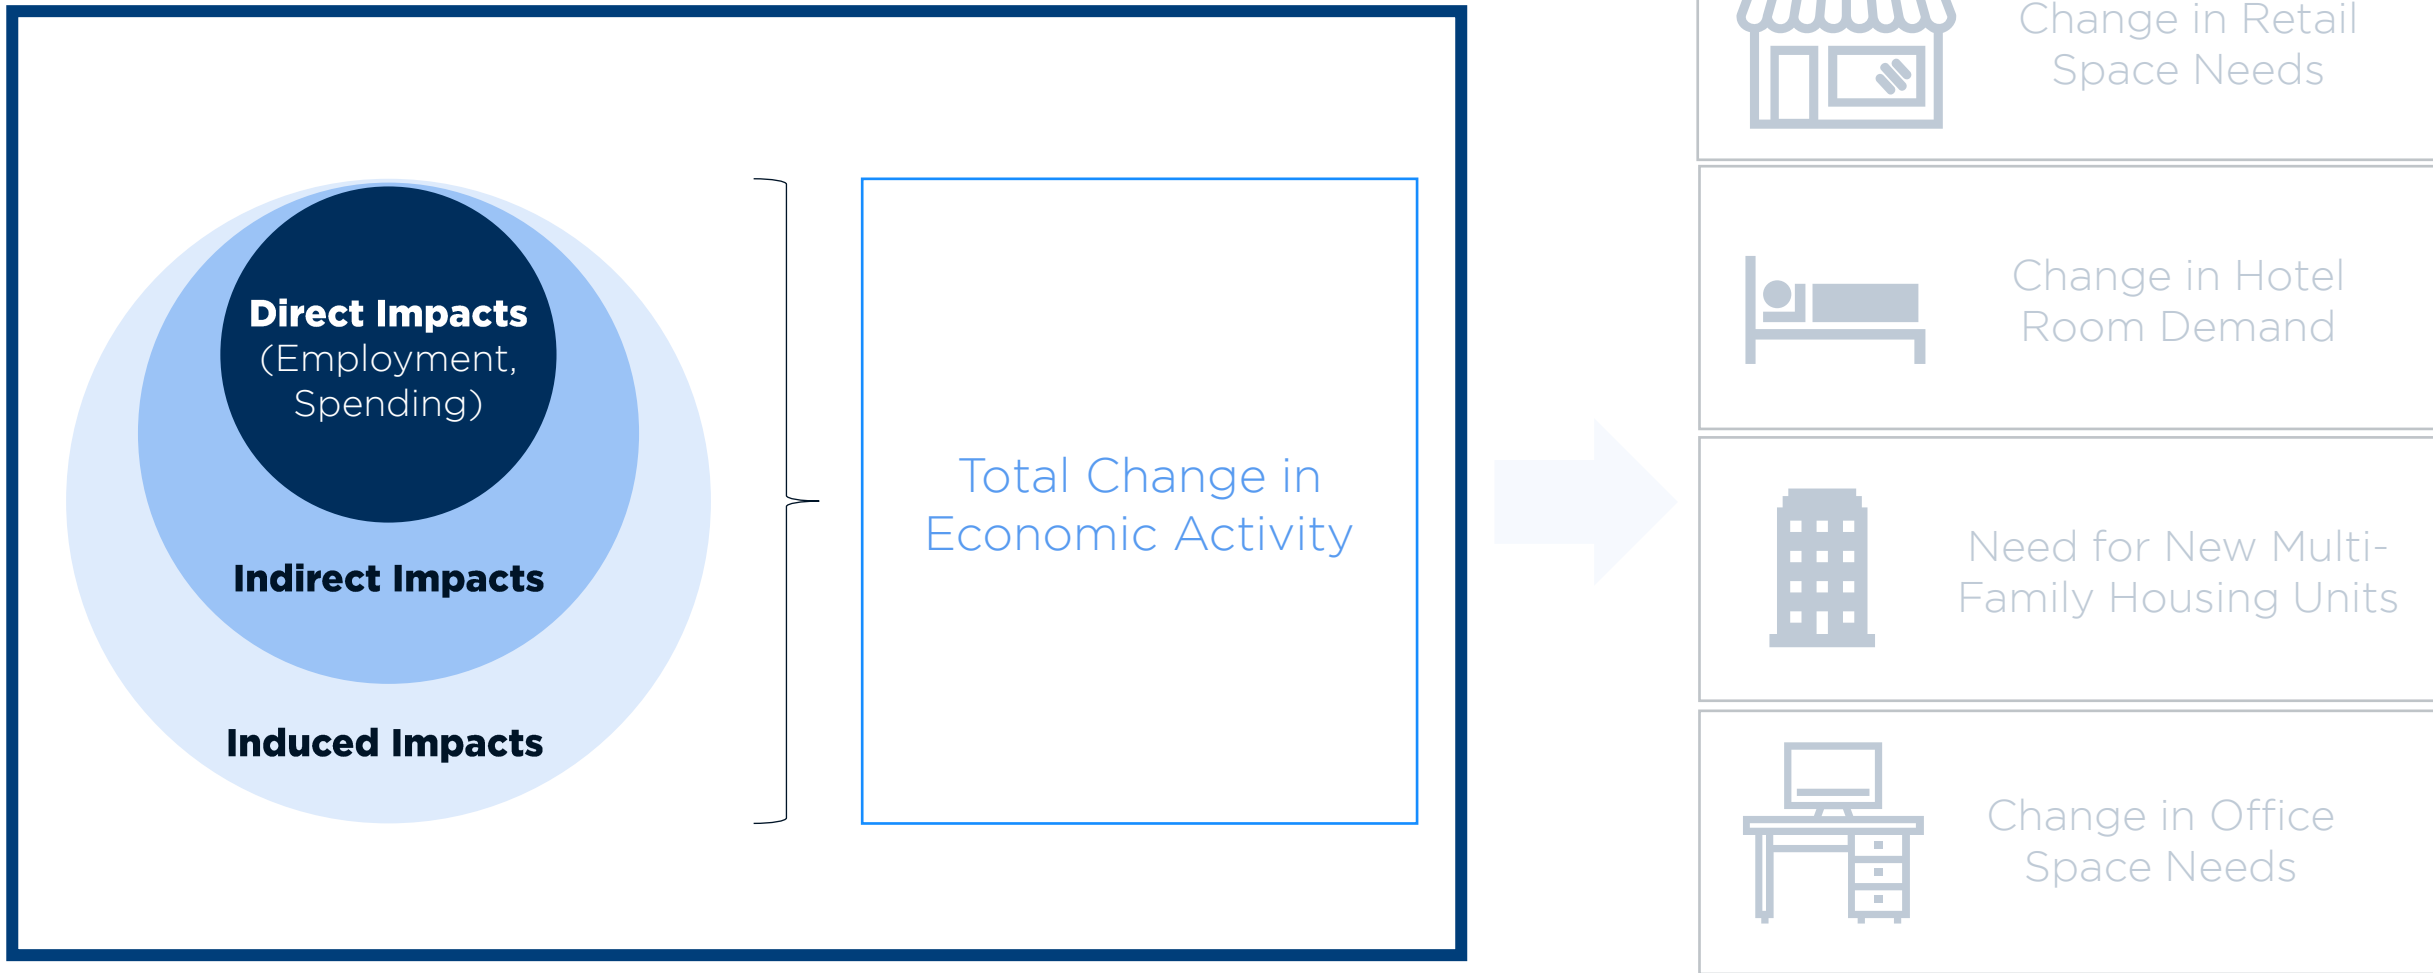 Direct Impacts
(Employment,
Spending)
Indirect Impacts
Induced Impacts
Total Change in
Economic Activity
Change in Retail
Space Needs
Change in Hotel
Room Demand
Need for New Multi-
Family Housing Units
Change in Office
Space Needs